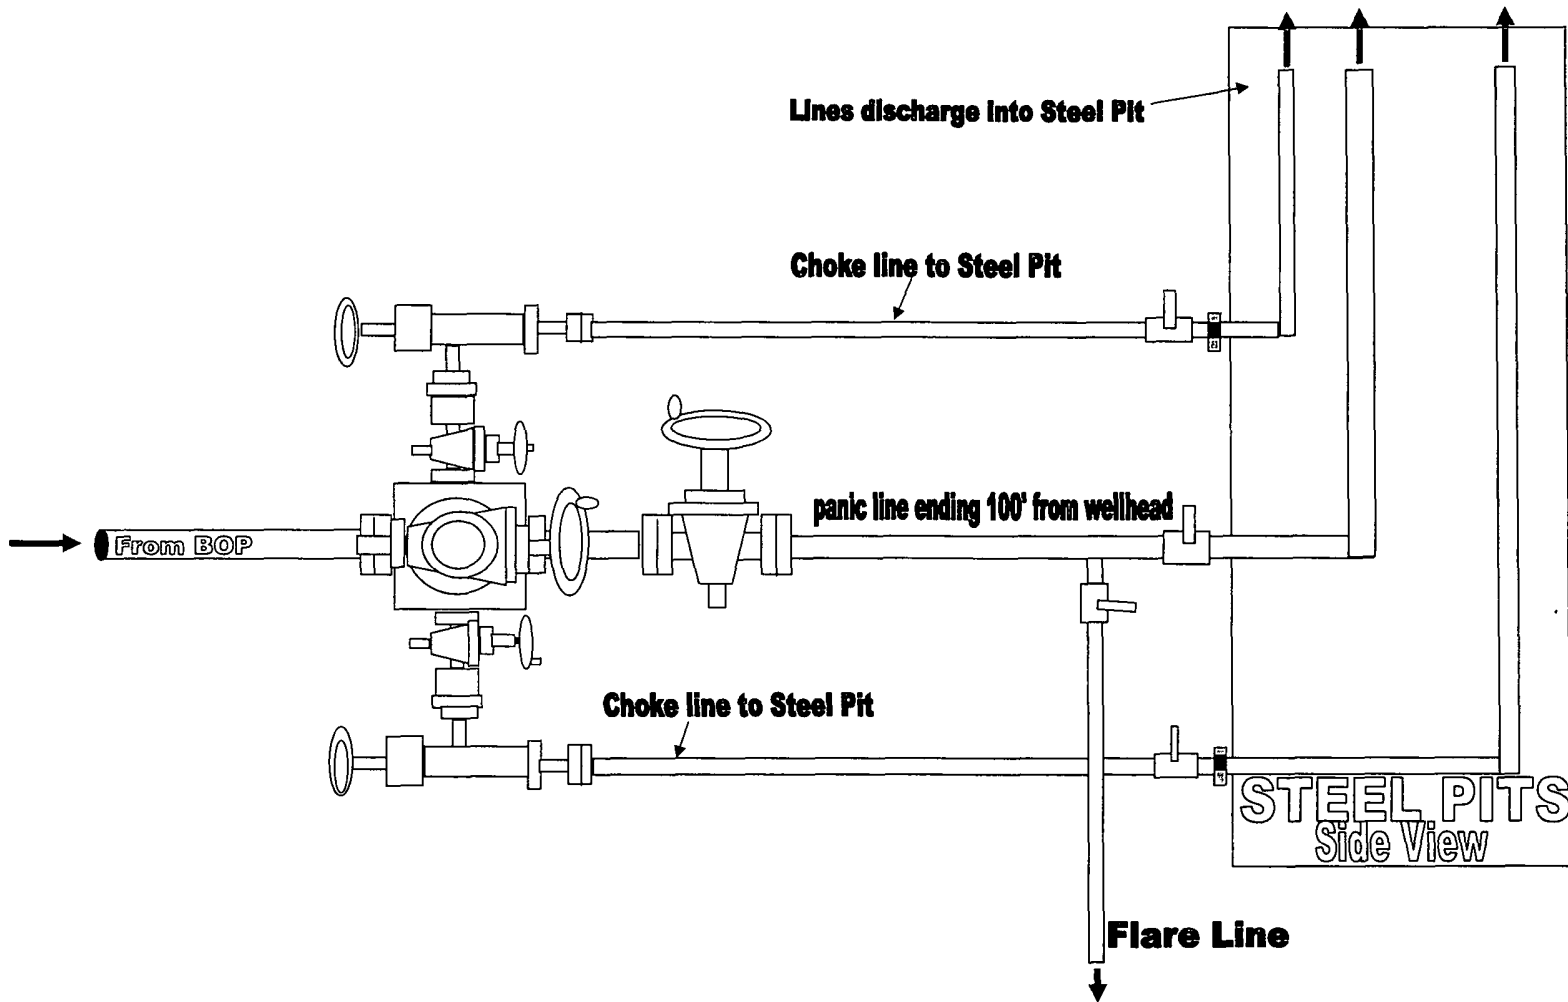 Lines discharge into Steel Pit
Choke line to Steel Pit
panic line ending 100' from wellhead
From BOP
Choke line to Steel Pit
STEEL PITS
Side View
Flare Line